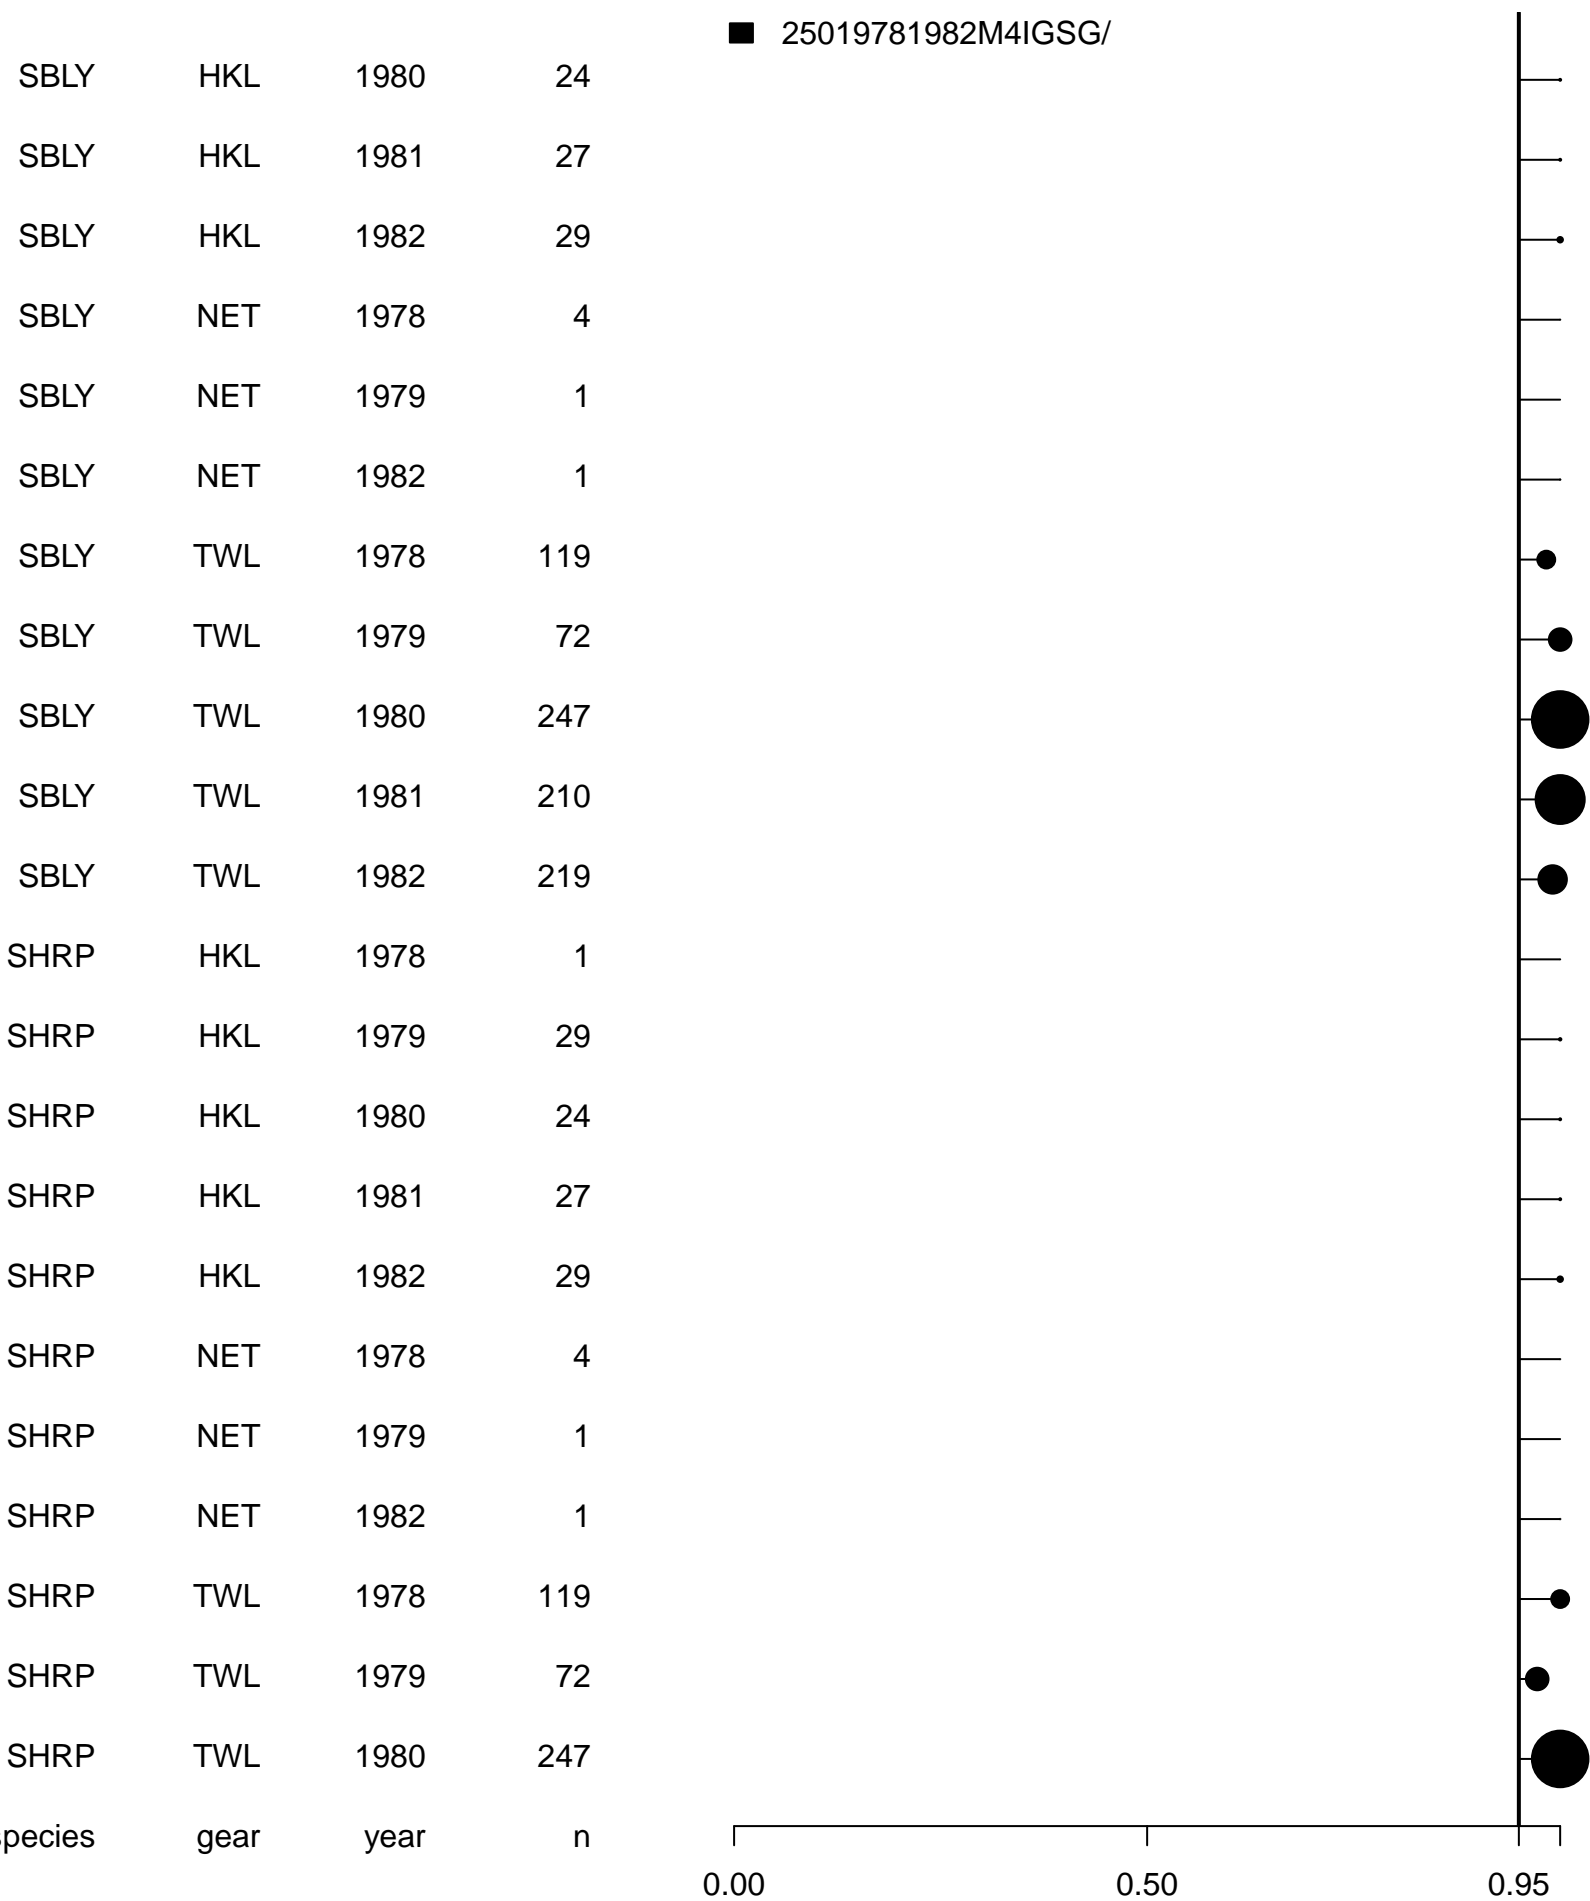 25019781982M4IGSG/
SBLY HKL 1980 24
SBLY HKL 1981 27
SBLY HKL 1982 29
SBLY NET 1978 4
SBLY NET 1979 1
SBLY NET 1982 1
SBLY TWL 1978 119
SBLY TWL 1979 72
SBLY TWL 1980 247
SBLY TWL 1981 210
SBLY TWL 1982 219
SHRP HKL 1978 1
SHRP HKL 1979 29
SHRP HKL 1980 24
SHRP HKL 1981 27
SHRP HKL 1982 29
SHRP NET 1978 4
SHRP NET 1979 1
SHRP NET 1982 1
SHRP TWL 1978 119
SHRP TWL 1979 72
SHRP TWL 1980 247
pecies gear year n
0.00 0.50 0.95